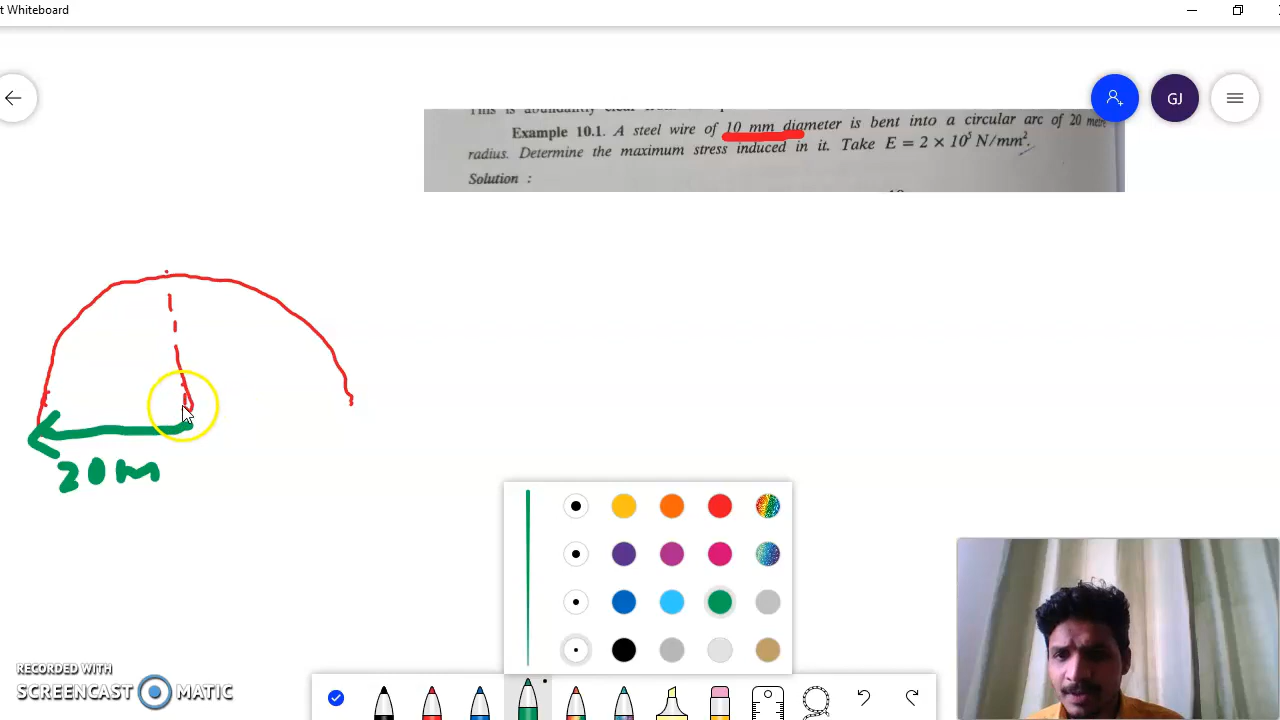 t Whiteboard
GJ
Example 10.1. A steel wire of 10 mm diameter is bent into a circular arc of 20 metre
radius. Determine the maximum stress induced in it. Take E = 2 × 10⁵ N/mm².
Solution :
20m
RECORDED WITH
SCREENCAST MATIC